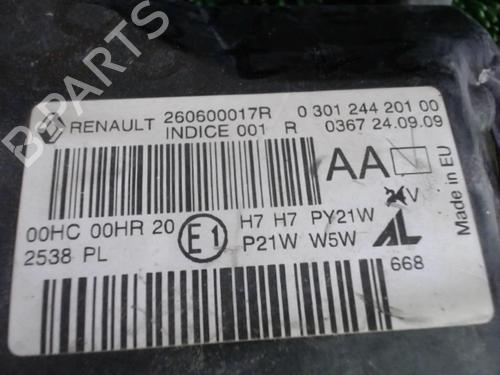 RENAULT 260600017R 0 301 244 201 00
INDICE 001 R 0367 24.09.09
AA
00HC 00HR 20 E1 H7 H7 PY21W
2538 PL P21W W5W AL
668
Made in EU
B-PARTS